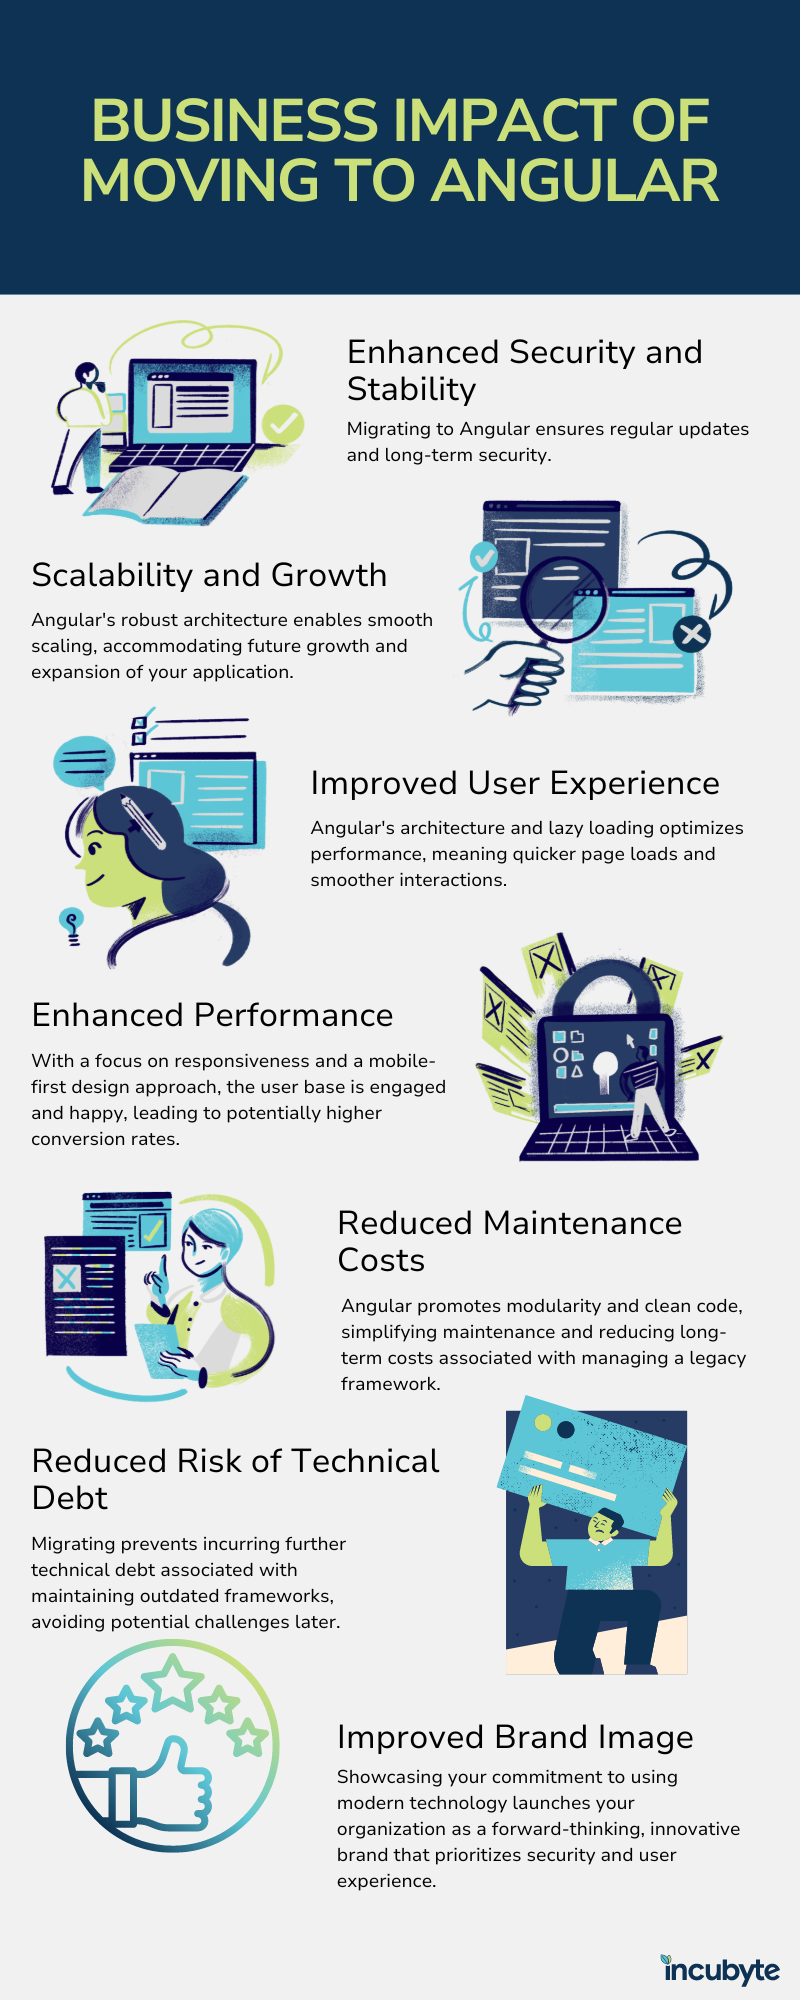 BUSINESS IMPACT OF
MOVING TO ANGULAR
Enhanced Security and
Stability
Migrating to Angular ensures regular updates
and long-term security.
Scalability and Growth
Angular's robust architecture enables smooth
scaling, accommodating future growth and
expansion of your application.
Improved User Experience
Angular's architecture and lazy loading optimizes
performance, meaning quicker page loads and
smoother interactions.
Enhanced Performance
With a focus on responsiveness and a mobile-
first design approach, the user base is engaged
and happy, leading to potentially higher
conversion rates.
Reduced Maintenance
Costs
Angular promotes modularity and clean code,
simplifying maintenance and reducing long-
term costs associated with managing a legacy
framework.
Reduced Risk of Technical
Debt
Migrating prevents incurring further
technical debt associated with
maintaining outdated frameworks,
avoiding potential challenges later.
Improved Brand Image
Showcasing your commitment to using
modern technology launches your
organization as a forward-thinking, innovative
brand that prioritizes security and user
experience.
incubyte